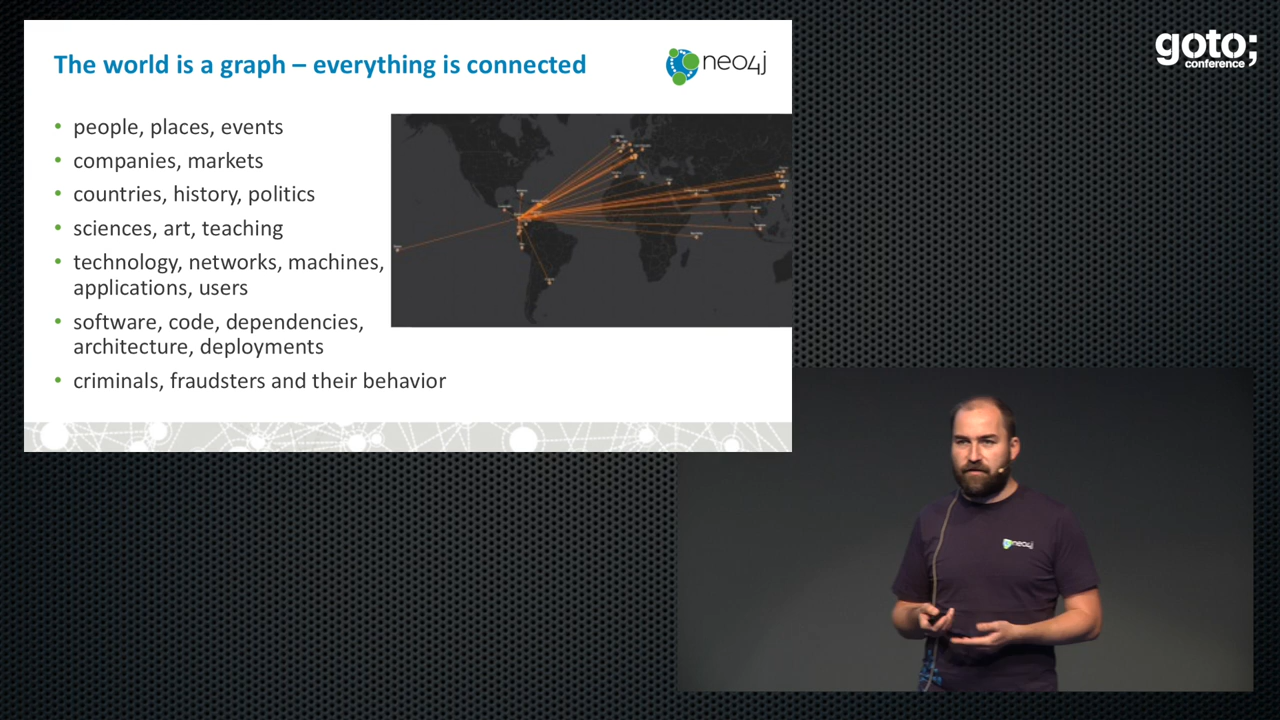 The world is a graph – everything is connected
neo4j
goto;
conference
• people, places, events
• companies, markets
• countries, history, politics
• sciences, art, teaching
• technology, networks, machines,
applications, users
• software, code, dependencies,
architecture, deployments
• criminals, fraudsters and their behavior
neo4j